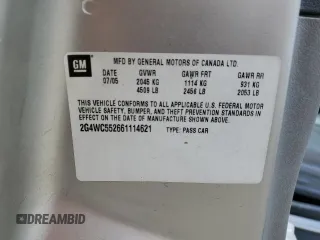 GM
MFD BY GENERAL MOTORS OF CANADA LTD.
DATE GVWR GAWR FRT GAWR RR
07/05 2045 KG 1114 KG 931 KG
4509 LB 2456 LB 2053 LB
THIS VEHICLE CONFORMS TO ALL APPLICABLE U.S. FEDERAL MOTOR
VEHICLE SAFETY, BUMPER, AND THEFT PREVENTION STANDARDS
IN EFFECT ON THE DATE OF MANUFACTURE SHOWN ABOVE.
2G4WC552661114621 TYPE: PASS CAR
DREAMBID